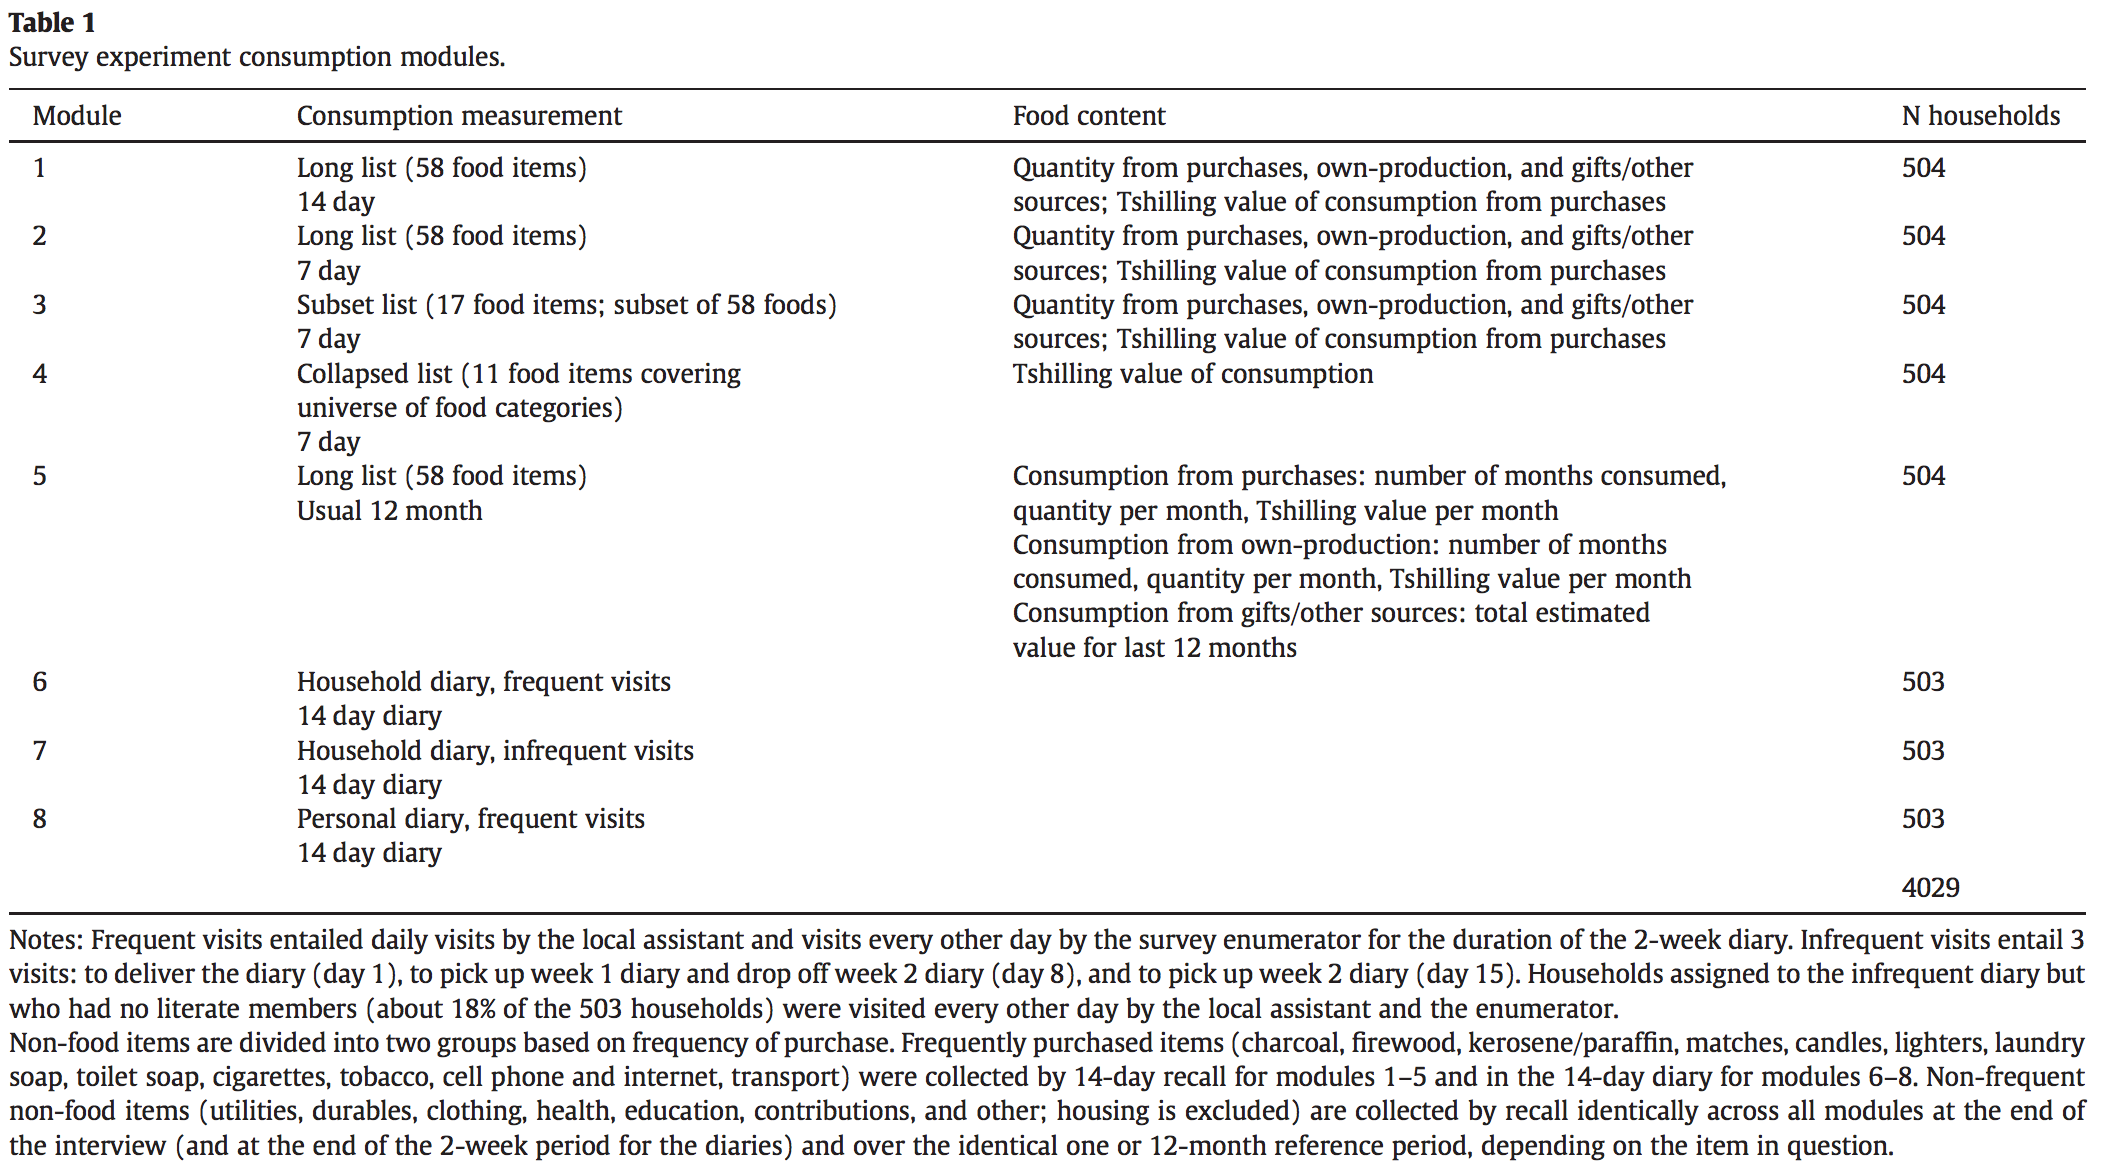 Table 1
Survey experiment consumption modules.
Module Consumption measurement Food content N households
1 Long list (58 food items) Quantity from purchases, own-production, and gifts/other 504
14 day sources; Tshilling value of consumption from purchases
2 Long list (58 food items) Quantity from purchases, own-production, and gifts/other 504
7 day sources; Tshilling value of consumption from purchases
3 Subset list (17 food items; subset of 58 foods) Quantity from purchases, own-production, and gifts/other 504
7 day sources; Tshilling value of consumption from purchases
4 Collapsed list (11 food items covering Tshilling value of consumption 504
universe of food categories)
7 day
5 Long list (58 food items) Consumption from purchases: number of months consumed, 504
Usual 12 month quantity per month, Tshilling value per month
Consumption from own-production: number of months
consumed, quantity per month, Tshilling value per month
Consumption from gifts/other sources: total estimated
value for last 12 months
6 Household diary, frequent visits 503
14 day diary
7 Household diary, infrequent visits 503
14 day diary
8 Personal diary, frequent visits 503
14 day diary
4029
Notes: Frequent visits entailed daily visits by the local assistant and visits every other day by the survey enumerator for the duration of the 2-week diary. Infrequent visits entail 3
visits: to deliver the diary (day 1), to pick up week 1 diary and drop off week 2 diary (day 8), and to pick up week 2 diary (day 15). Households assigned to the infrequent diary but
who had no literate members (about 18% of the 503 households) were visited every other day by the local assistant and the enumerator.
Non-food items are divided into two groups based on frequency of purchase. Frequently purchased items (charcoal, firewood, kerosene/paraffin, matches, candles, lighters, laundry
soap, toilet soap, cigarettes, tobacco, cell phone and internet, transport) were collected by 14-day recall for modules 1–5 and in the 14-day diary for modules 6–8. Non-frequent
non-food items (utilities, durables, clothing, health, education, contributions, and other; housing is excluded) are collected by recall identically across all modules at the end of
the interview (and at the end of the 2-week period for the diaries) and over the identical one or 12-month reference period, depending on the item in question.